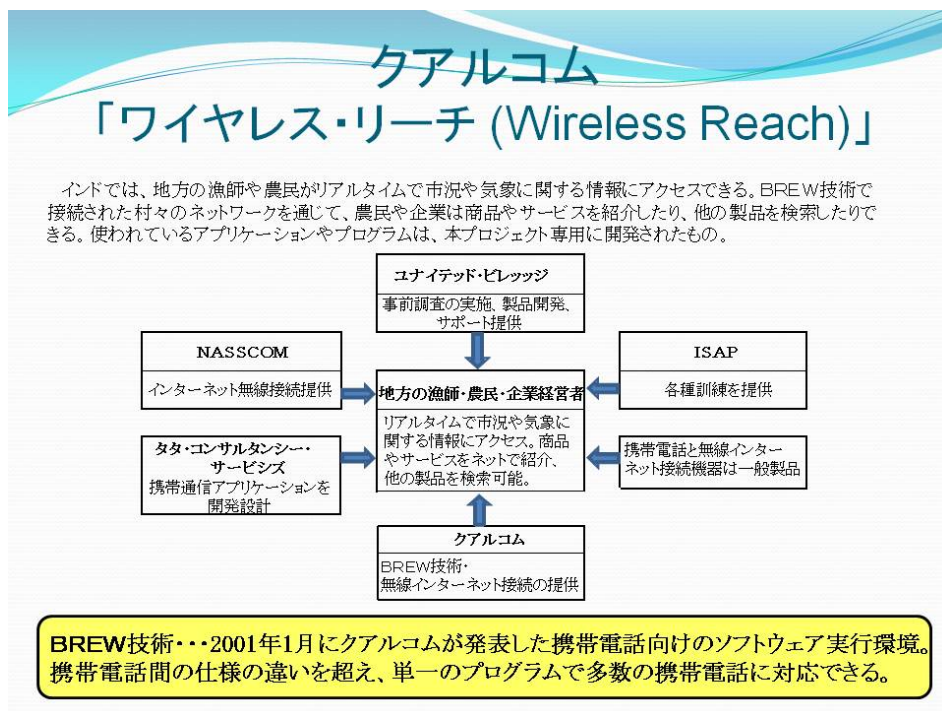 クアルコム
「ワイヤレス・リーチ (Wireless Reach)」
インドでは、地方の漁師や農民がリアルタイムで市況や気象に関する情報にアクセスできる。BREW技術で
接続された村々のネットワークを通じて、農民や企業は商品やサービスを紹介したり、他の製品を検索したりで
きる。使われているアプリケーションやプログラムは、本プロジェクト専用に開発されたもの。
ユナイテッド・ビレッッジ
事前調査の実施、製品開発、
サポート提供
NASSCOM
インターネット無線接続提供
ISAP
各種訓練を提供
地方の漁師・農民・企業経営者
リアルタイムで市況や気象に
関する情報にアクセス。商品
やサービスをネットで紹介、
他の製品を検索可能。
タタ・コンサルタンシー・
サービシズ
携帯通信アプリケーションを
開発設計
携帯電話と無線インター
ネット接続機器は一般製品
クアルコム
BREW技術・
無線インターネット接続の提供
BREW技術・・・2001年1月にクアルコムが発表した携帯電話向けのソフトウェア実行環境。
携帯電話間の仕様の違いを超え、単一のプログラムで多数の携帯電話に対応できる。